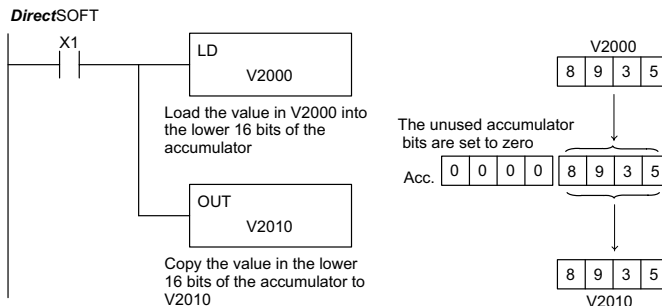 DirectSOFT
X1
LD
V2000
Load the value in V2000 into
the lower 16 bits of the
accumulator
OUT
V2010
Copy the value in the lower
16 bits of the accumulator to
V2010
V2000
8 9 3 5
The unused accumulator
bits are set to zero
Acc. 0 0 0 0 8 9 3 5
8 9 3 5
V2010